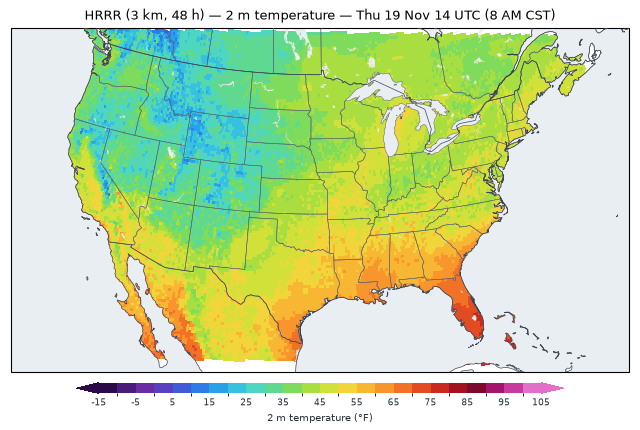 HRRR (3 km, 48 h) — 2 m temperature — Thu 19 Nov 14 UTC (8 AM CST)
-15 -5 5 15 25 35 45 55 65 75 85 95 105
2 m temperature (°F)